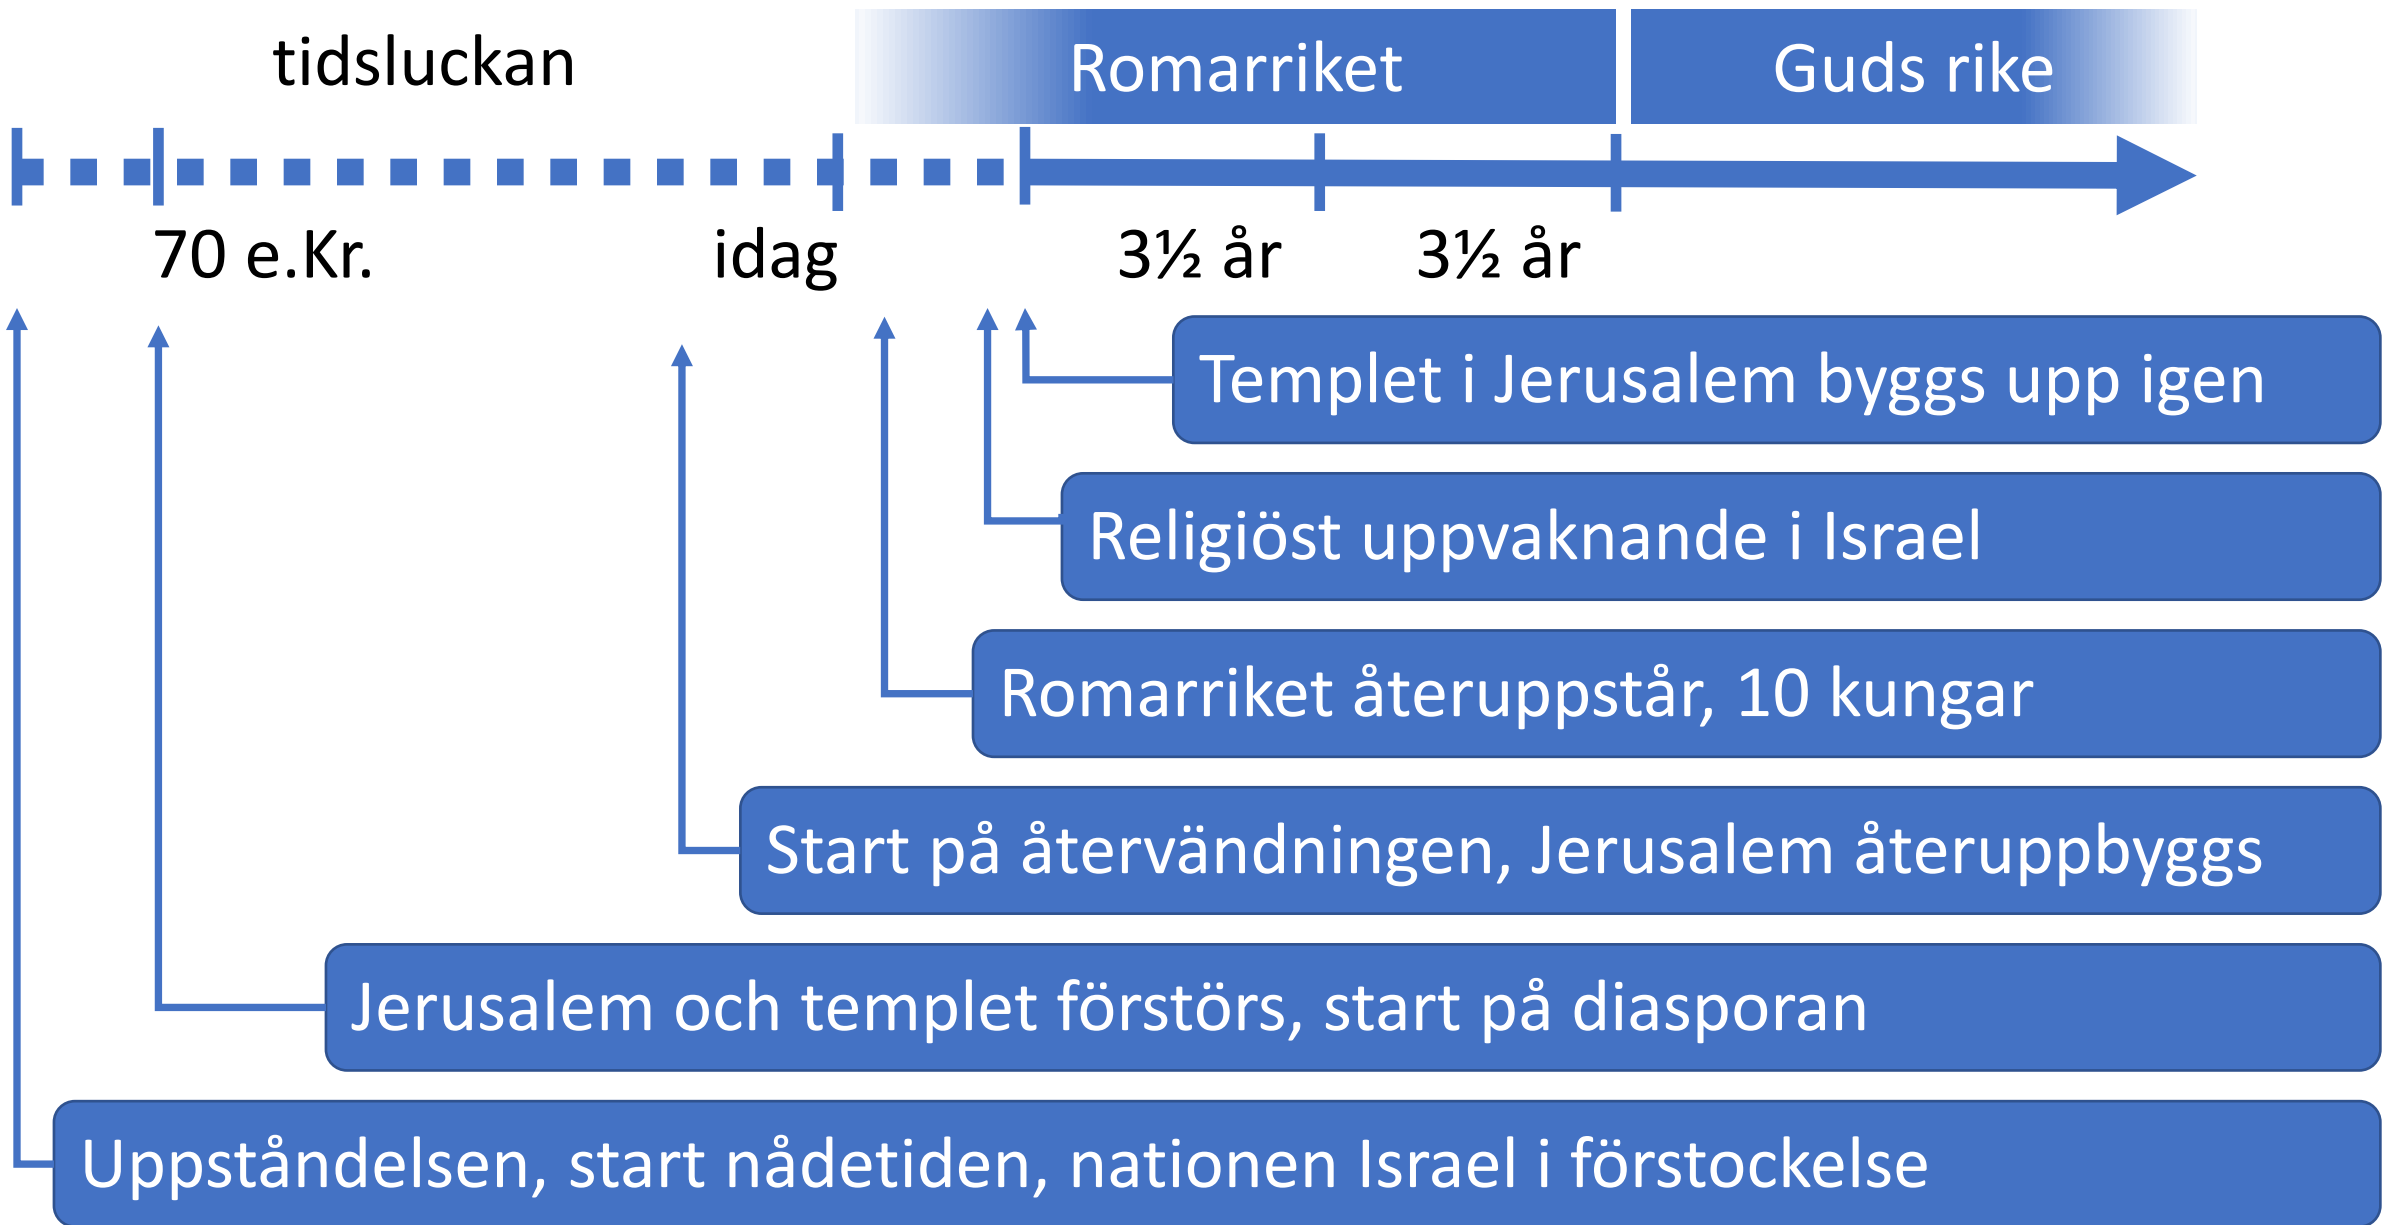 tidsluckan
Romarriket
Guds rike
70 e.Kr.
idag
3½ år
3½ år
Templet i Jerusalem byggs upp igen
Religiöst uppvaknande i Israel
Romarriket återuppstår, 10 kungar
Start på återvändningen, Jerusalem återuppbyggs
Jerusalem och templet förstörs, start på diasporan
Uppståndelsen, start nådetiden, nationen Israel i förstockelse